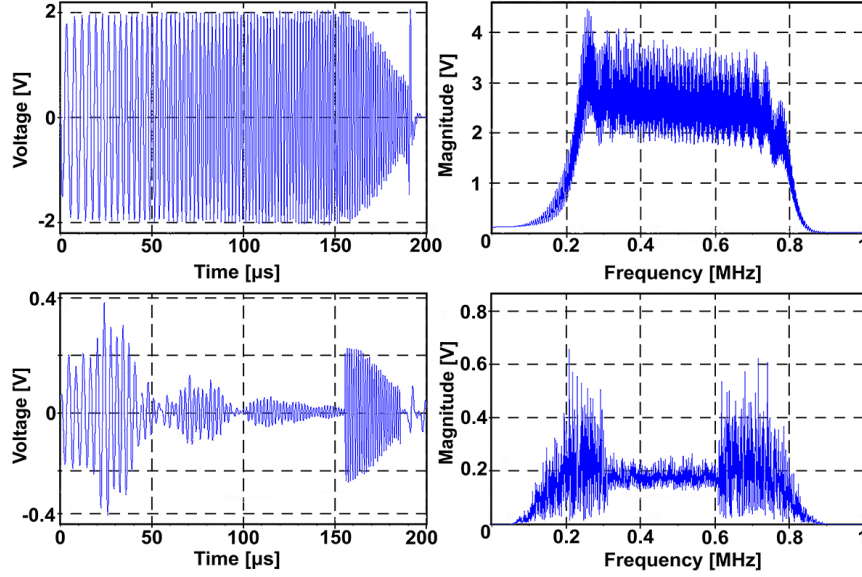 2
0
-2
Voltage [V]
0 50 100 150 200
Time [µs]
4
3
2
1
0
Magnitude [V]
0.2 0.4 0.6 0.8 1
Frequency [MHz]
0.4
0
-0.4
Voltage [V]
0 50 100 150 200
Time [µs]
0.8
0.6
0.4
0.2
0
Magnitude [V]
0.2 0.4 0.6 0.8 1
Frequency [MHz]